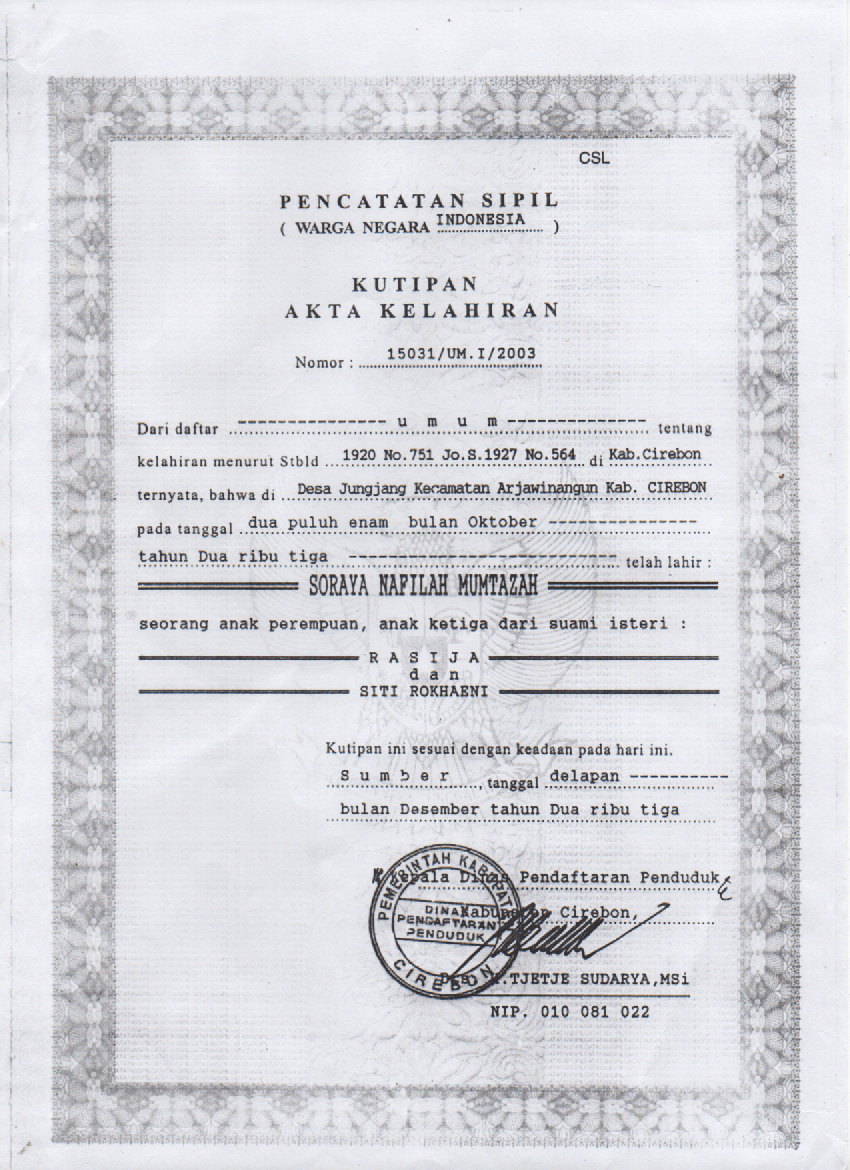 CSL
PENCATATAN SIPIL
( WARGA NEGARA INDONESIA )
KUTIPAN
AKTA KELAHIRAN
Nomor : 15031/UM.I/2003
Dari daftar --------------- u m u m -------------- tentang
kelahiran menurut Stbld 1920 No.751 Jo.S.1927 No.564 di Kab.Cirebon
ternyata, bahwa di Desa Jungjang Kecamatan Arjawinangun Kab. CIREBON
pada tanggal dua puluh enam bulan Oktober ---------------
tahun Dua ribu tiga --------------------------- telah lahir :
SORAYA NAFILAH MUMTAZAH
seorang anak perempuan, anak ketiga dari suami isteri :
R A S I J A
d a n
SITI ROKHAENI
Kutipan ini sesuai dengan keadaan pada hari ini.
S u m b e r , tanggal delapan ----------
bulan Desember tahun Dua ribu tiga
Kepala Dinas Pendaftaran Penduduk
Kabupaten Cirebon,
PEMERINTAH KABUPAT
DINAS
PENDAFTARAN
PENDUDUK
CIREBON
.TJETJE SUDARYA,MSi
NIP. 010 081 022